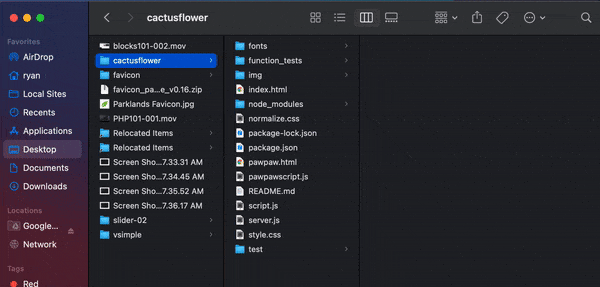 cactusflower
Favorites
AirDrop
ryan
Local Sites
Recents
Applications
Desktop
Documents
Downloads
Locations
Google...
Network
Tags
Red
blocks101-002.mov
cactusflower
favicon
favicon_pa...e_v0.16.zip
Parklands Favicon.jpg
PHP101-001.mov
Relocated Items
Relocated Items
Screen Sho...7.33.31 AM
Screen Sho...7.34.45 AM
Screen Sho...7.35.52 AM
Screen Sho...7.36.17 AM
slider-02
vsimple
fonts
function_tests
img
index.html
node_modules
normalize.css
package-lock.json
package.json
pawpaw.html
pawpawscript.js
README.md
script.js
server.js
style.css
test